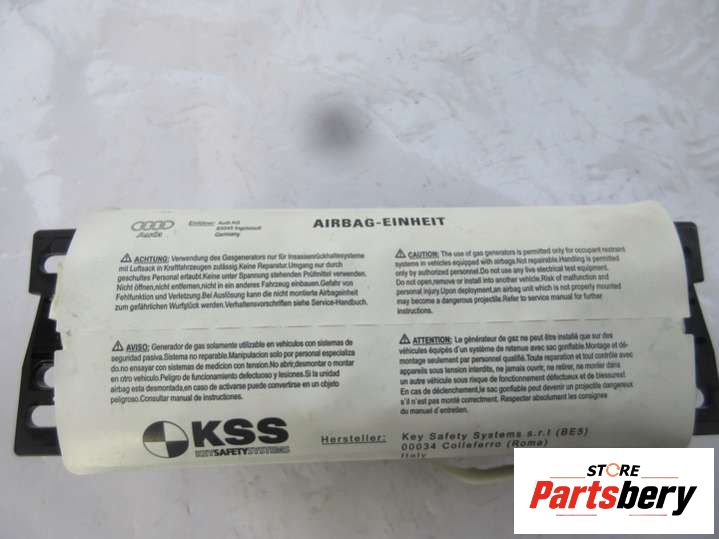 Audi
Einführer: Audi AG
85045 Ingolstadt
Germany
AIRBAG-EINHEIT
ACHTUNG: Verwendung des Gasgenerators nur für Insassenrückhaltesysteme
mit Luftsack in Kraftfahrzeugen zulässig.Keine Reparatur.Umgang nur durch
geschultes Personal erlaubt.Keine unter Spannung stehenden Prüfmittel verwenden.
Nicht öffnen,nicht entfernen,nicht in ein anderes Fahrzeug einbauen.Gefahr von
Fehlfunktion und Verletzung.Bei Auslösung kann die nicht montierte Airbageinheit
zum gefährlichen Wurfglück werden.Verhaltensvorschriften siehe Service-Handbuch.
CAUTION: The use of gas generators is permitted only for occupant restraint
systems in vehicles equipped with airbag.Not repairable.Handling is permitted
only by authorized personnel.Do not use any live electrical test equipment.
Do not open,remove or install into another vehicle.Risk of malfunction and
personal injury.Upon deployment,an airbag unit which is not properly mounted
may become a dangerous projectile.Refer to service manual for further
instructions.
AVISO: Generador de gas solamente utilizable en vehículos con sistemas de
seguridad pasiva.Sistema no reparable.Manipulacion solo por personal especializa
do.no ensayar con sistemas de medicion con tension.No abrir,desmontar o montar
en otro vehiculo.Peligro de funcionamiento defectuoso y lesiones.Si la unidad
airbag esta desmontada,en caso de activarse puede convertirse en un objeto
peligroso.Consultar manual de instrucciones.
ATTENTION: Le générateur de gaz ne peut être installé que sur des
véhicules équipés d'un système de retenue avec sac gonflable.Montage et dé-
montage seulement par personnel qualifié. Toute réparation et tout contrôle avec
appareils sous tension interdits, ne jamais ouvrir, ne retirer, ne monter dans
un autre véhicule sous risque de fonctionnement défectueux et de blessures!
En cas de déclenchement,le sac gonflable peut devenir un projectile dangereux
s'il n'est pas monté correctement. Respecter absolument les consignes
du manuel d'entretien.
KSS
KEYSAFETYSYSTEMS
Hersteller: Key Safety Systems s.r.l (BE5)
00034 Colleferro (Roma)
Italy
STORE
Partsbery